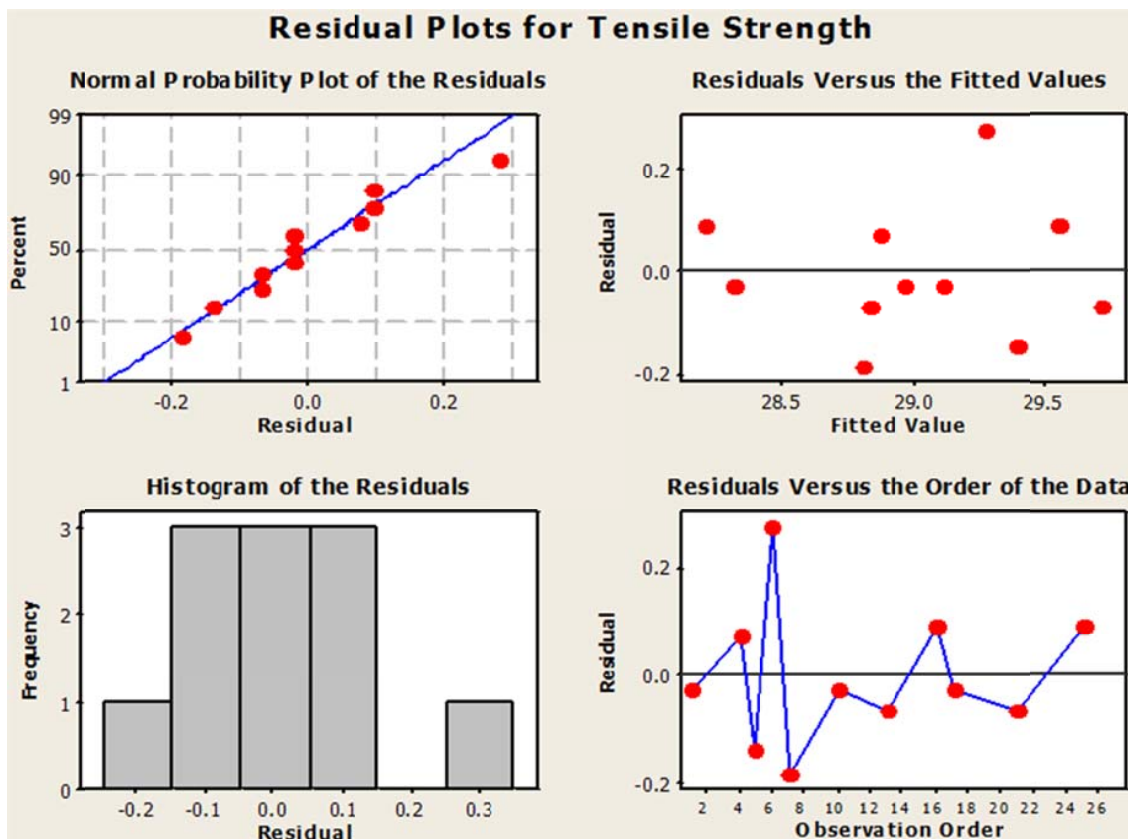 Residual Plots for Tensile Strength
Normal Probability Plot of the Residuals
99
90
50
10
1
Percent
-0.2 0.0 0.2
Residual
Residuals Versus the Fitted Values
0.2
0.0
-0.2
Residual
28.5 29.0 29.5
Fitted Value
Histogram of the Residuals
3
2
1
0
Frequency
-0.2 -0.1 0.0 0.1 0.2 0.3
Residual
Residuals Versus the Order of the Data
0.2
0.0
-0.2
Residual
2 4 6 8 10 12 14 16 18 20 22 24 26
Observation Order